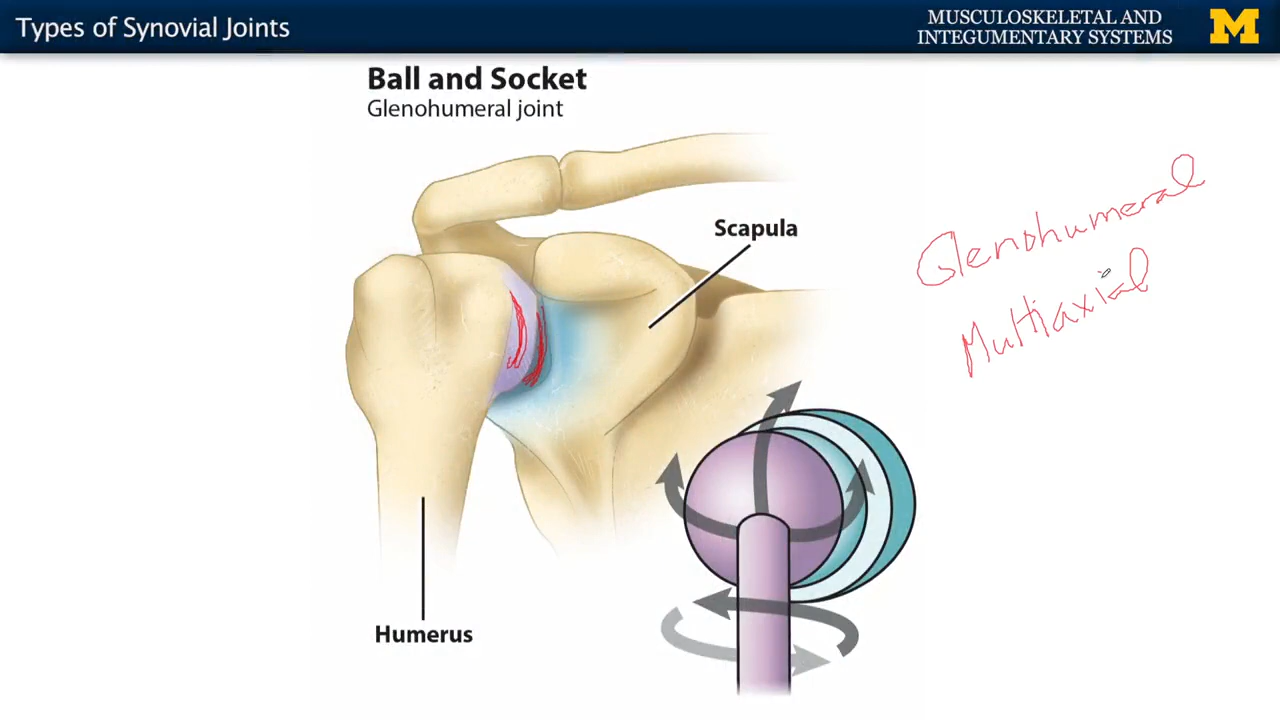 Types of Synovial Joints
MUSCULOSKELETAL AND
INTEGUMENTARY SYSTEMS
M
Ball and Socket
Glenohumeral joint
Scapula
Glenohumeral
Multiaxial
Humerus